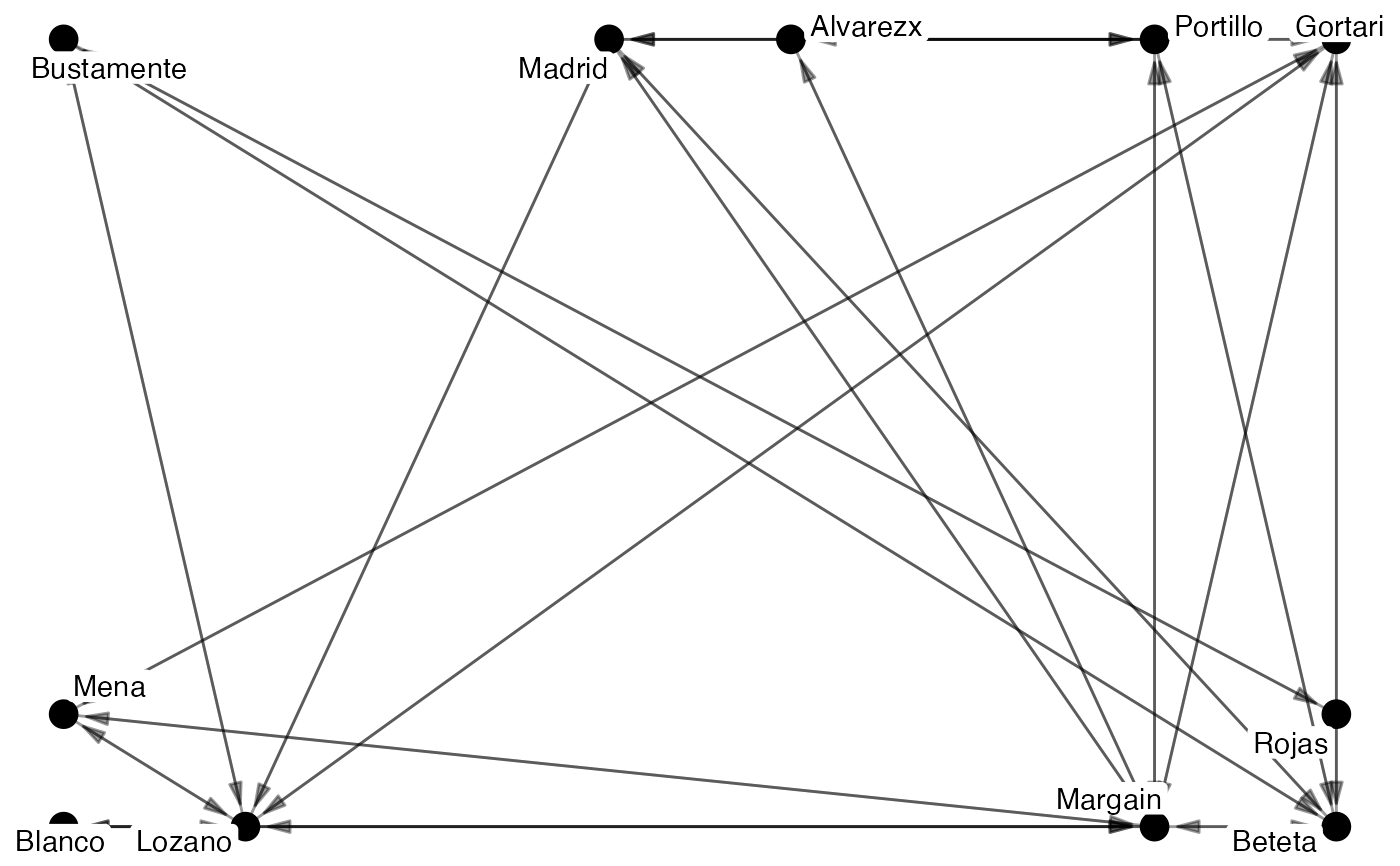 Bustamente
Madrid
Alvarezx
Portillo
Gortari
Mena
Rojas
Margain
Blanco
Lozano
Beteta